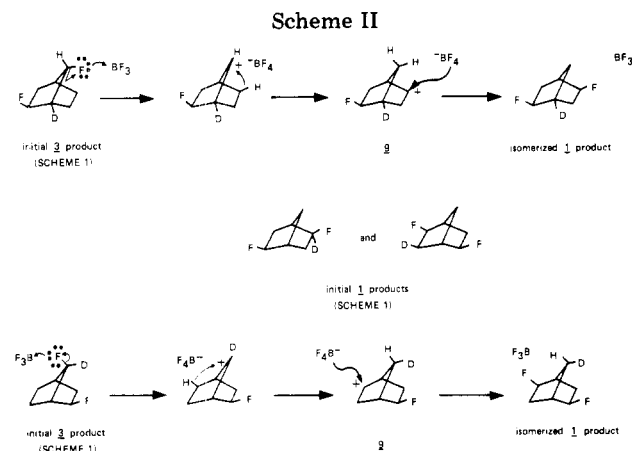 Scheme II
H F BF3 H + −BF4 H H −BF4 BF3
F D F D H F D + F D F
initial 3 product
(SCHEME 1)
9
isomerized 1 product
F F D and F D F
initial 1 products
(SCHEME 1)
F3B F D F4B− D + H F4B− H D F3B H D
F H F + F F F
initial 3 product
(SCHEME 1)
9
isomerized 1 product